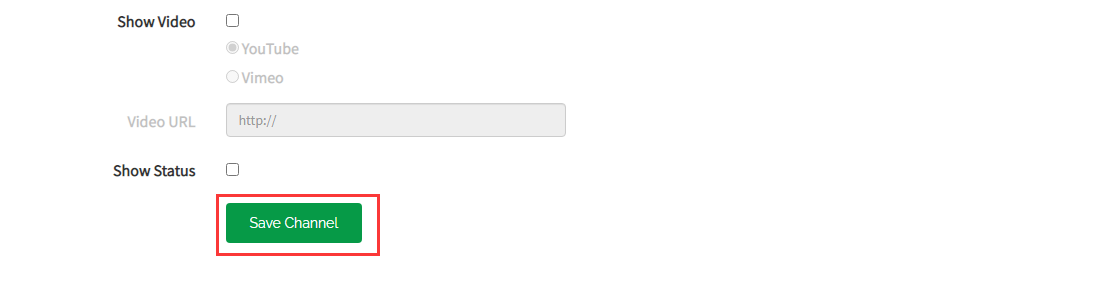 Show Video
YouTube
Vimeo
Video URL
http://
Show Status
Save Channel